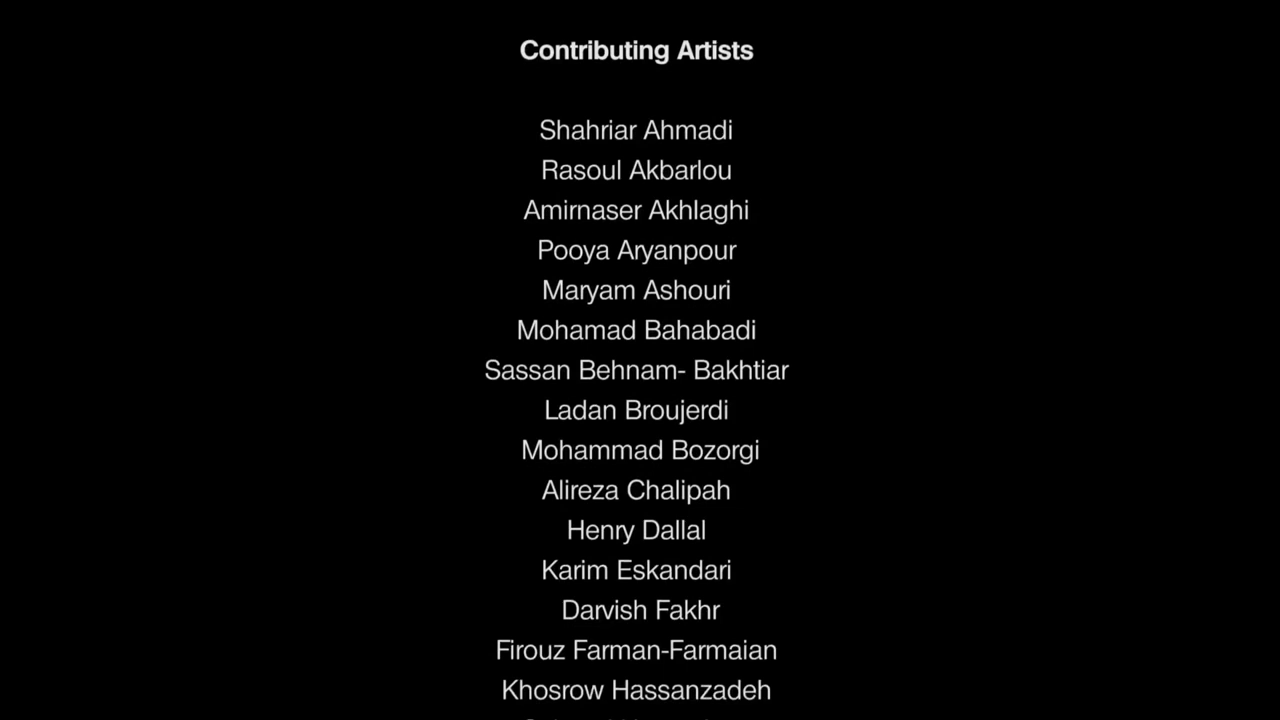 Contributing Artists
Shahriar Ahmadi
Rasoul Akbarlou
Amirnaser Akhlaghi
Pooya Aryanpour
Maryam Ashouri
Mohamad Bahabadi
Sassan Behnam- Bakhtiar
Ladan Broujerdi
Mohammad Bozorgi
Alireza Chalipah
Henry Dallal
Karim Eskandari
Darvish Fakhr
Firouz Farman-Farmaian
Khosrow Hassanzadeh